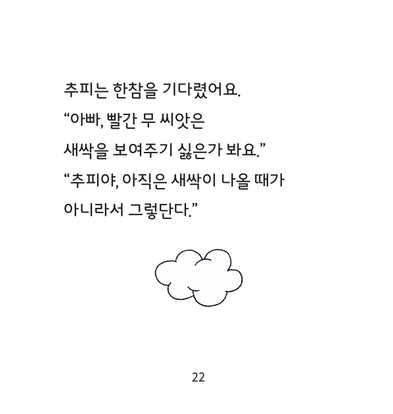 추피는 한참을 기다렸어요.
“아빠, 빨간 무 씨앗은
새싹을 보여주기 싫은가 봐요.”
“추피야, 아직은 새싹이 나올 때가
아니라서 그렇단다.”
22